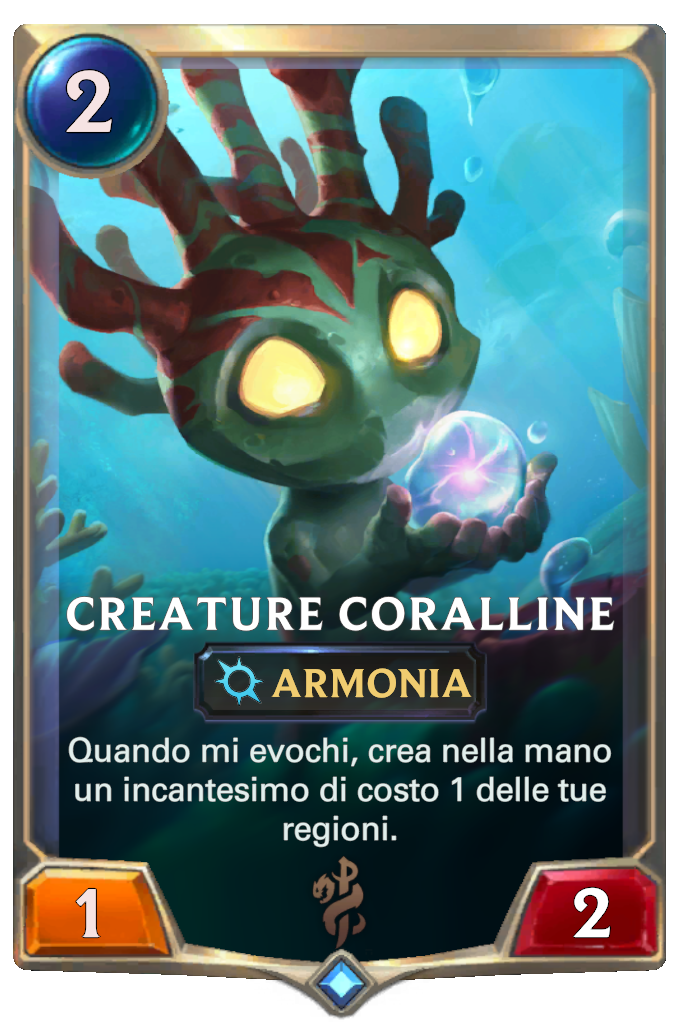 2
CREATURE CORALLINE
ARMONIA
Quando mi evochi, crea nella mano
un incantesimo di costo 1 delle tue
regioni.
1
2